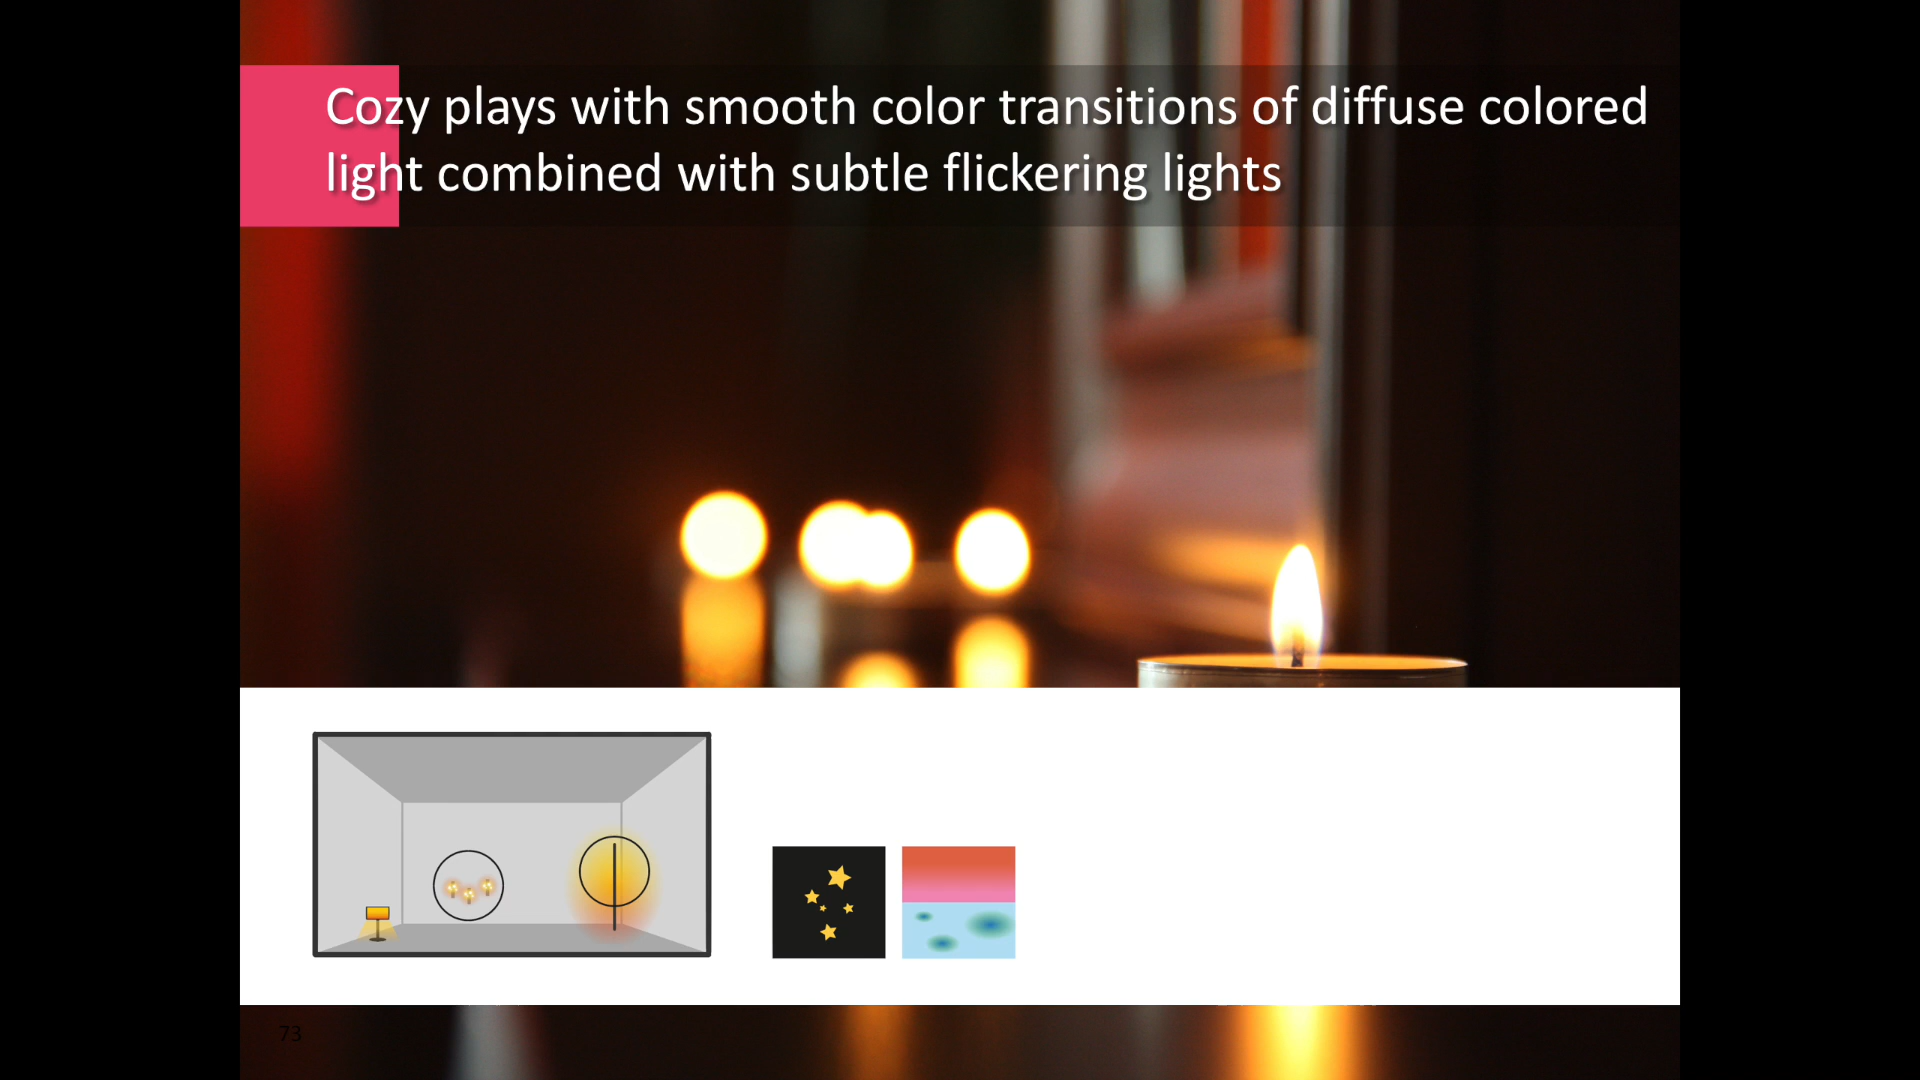 Cozy plays with smooth color transitions of diffuse colored
light combined with subtle flickering lights
73